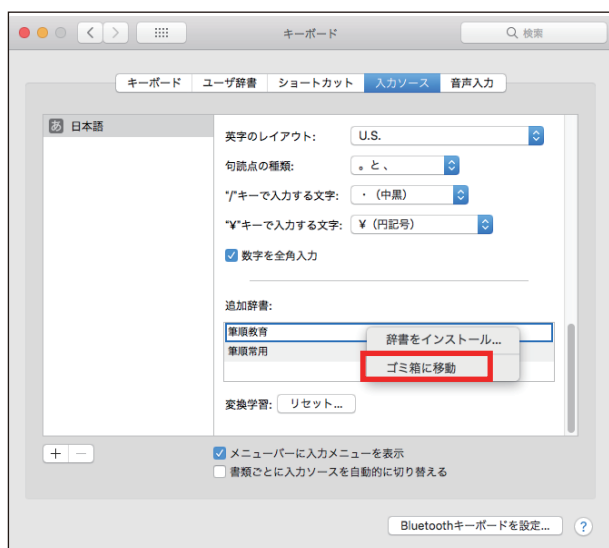 キーボード
検索
キーボード ユーザ辞書 ショートカット 入力ソース 音声入力
あ 日本語
英字のレイアウト: U.S.
句読点の種類: 。と、
"/"キーで入力する文字: ・（中黒）
"¥"キーで入力する文字: ¥（円記号）
数字を全角入力
追加辞書:
筆順教育
筆順常用
辞書をインストール...
ゴミ箱に移動
変換学習: リセット...
+ −
メニューバーに入力メニューを表示
書類ごとに入力ソースを自動的に切り替える
Bluetoothキーボードを設定... ?